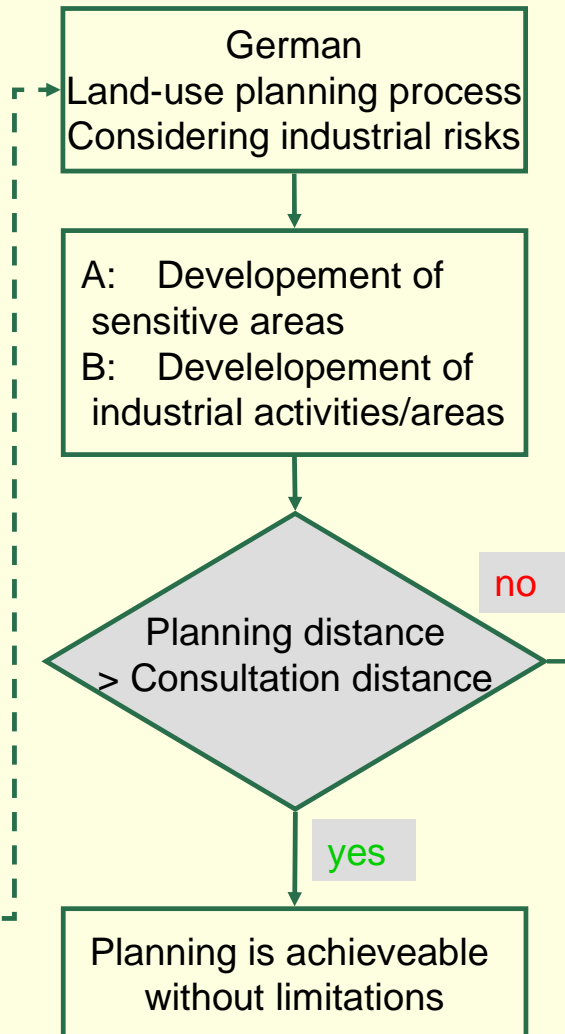 German
Land-use planning process
Considering industrial risks
A: Developement of
sensitive areas
B: Develelopement of
industrial activities/areas
no
Planning distance
> Consultation distance
yes
Planning is achieveable
without limitations